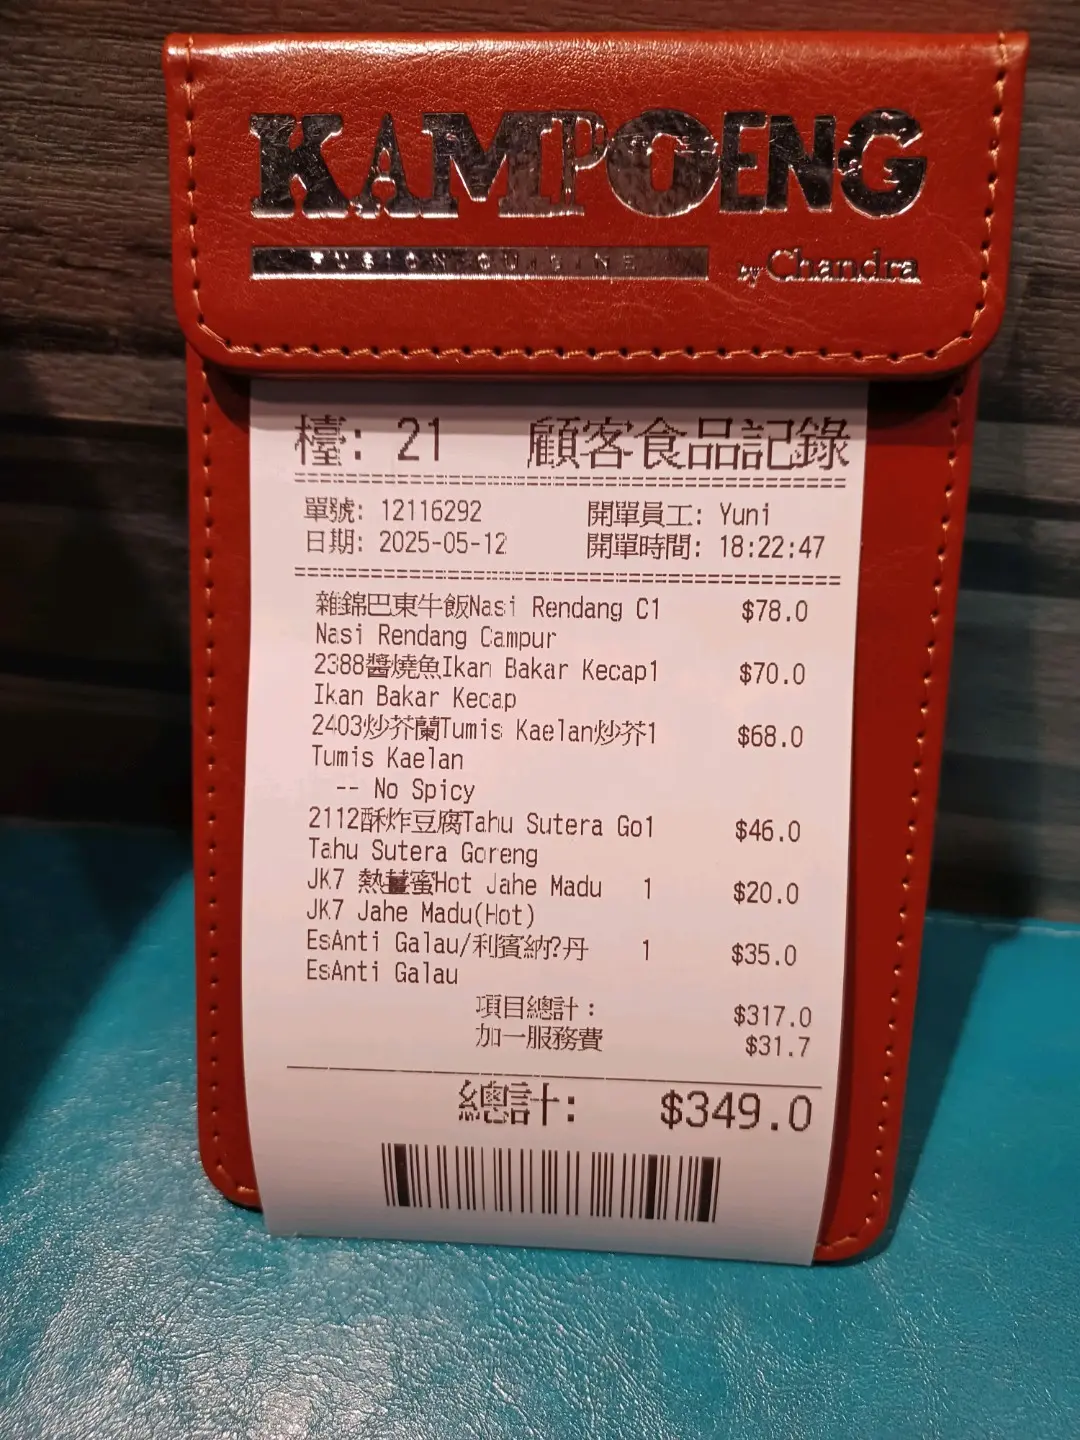 KAMPOENG
FUSION CUISINE by Chandra
檯: 21 顧客食品記錄
單號: 12116292 開單員工: Yuni
日期: 2025-05-12 開單時間: 18:22:47
雜錦巴東牛飯Nasi Rendang C1 $78.0
Nasi Rendang Campur
2388醬燒魚Ikan Bakar Kecap1 $70.0
Ikan Bakar Kecap
2403炒芥蘭Tumis Kaelan炒芥1 $68.0
Tumis Kaelan
-- No Spicy
2112酥炸豆腐Tahu Sutera Go1 $46.0
Tahu Sutera Goreng
JK7 熱薑蜜Hot Jahe Madu 1 $20.0
JK7 Jahe Madu(Hot)
EsAnti Galau/利賓納?丹 1 $35.0
EsAnti Galau
項目總計: $317.0
加一服務費 $31.7
總計: $349.0